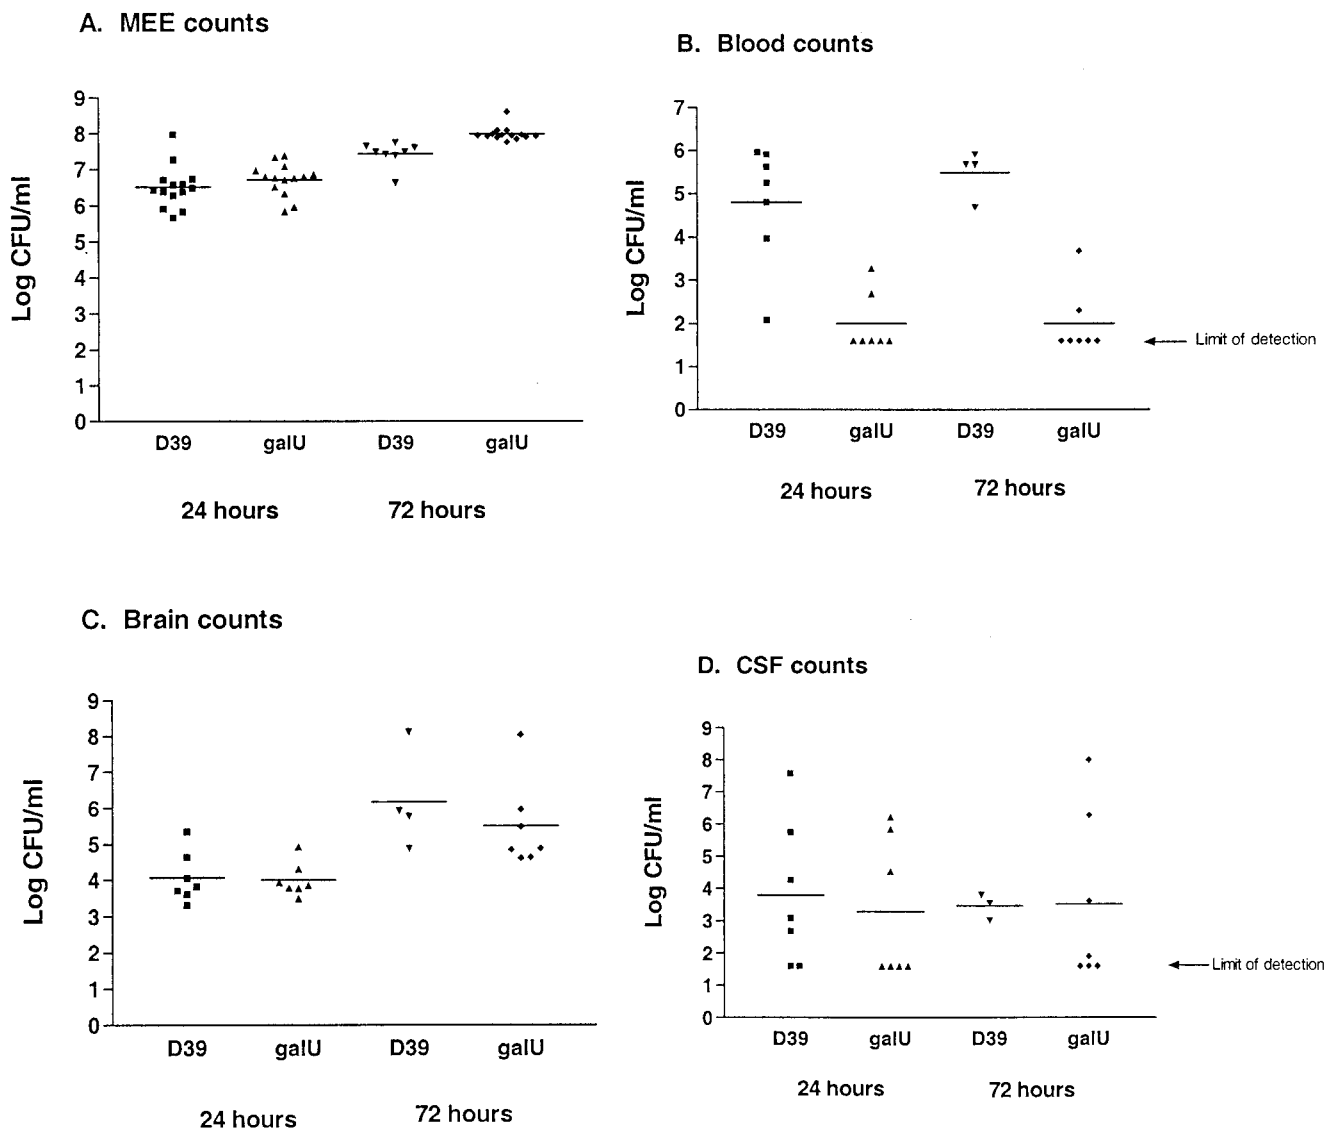 A. MEE counts
Log CFU/ml
9
8
7
6
5
4
3
2
1
0
D39 galU D39 galU
24 hours 72 hours
B. Blood counts
Log CFU/ml
7
6
5
4
3
2
1
0
Limit of detection
D39 galU D39 galU
24 hours 72 hours
C. Brain counts
Log CFU/ml
9
8
7
6
5
4
3
2
1
0
D39 galU D39 galU
24 hours 72 hours
D. CSF counts
Log CFU/ml
9
8
7
6
5
4
3
2
1
0
Limit of detection
D39 galU D39 galU
24 hours 72 hours